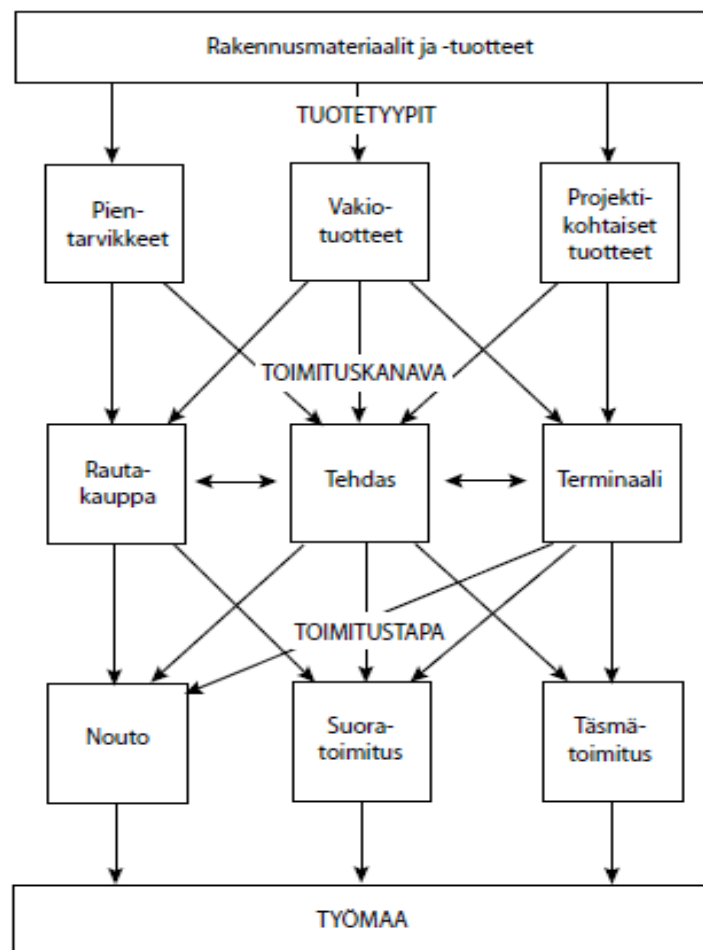 Rakennusmateriaalit ja -tuotteet
TUOTETYYPIT
Pien-
tarvikkeet
Vakio-
tuotteet
Projekti-
kohtaiset
tuotteet
TOIMITUSKANAVA
Rauta-
kauppa
Tehdas
Terminaali
TOIMITUSTAPA
Nouto
Suora-
toimitus
Täsmä-
toimitus
TYÖMAA